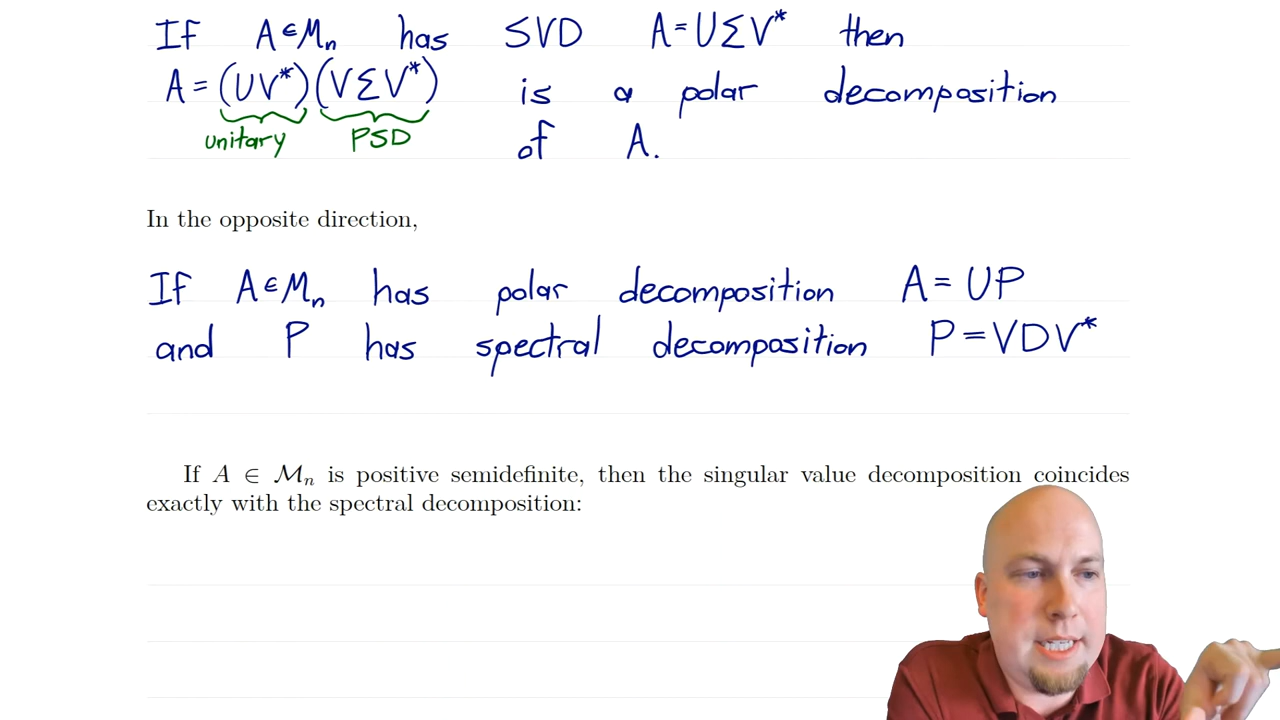 If A∈Mₙ has SVD A=UΣV* then
A=(UV*)(VΣV*) is a polar decomposition
unitary PSD of A.
In the opposite direction,
If A∈Mₙ has polar decomposition A=UP
and P has spectral decomposition P=VDV*
If A ∈ ℳₙ is positive semidefinite, then the singular value decomposition coincides
exactly with the spectral decomposition: